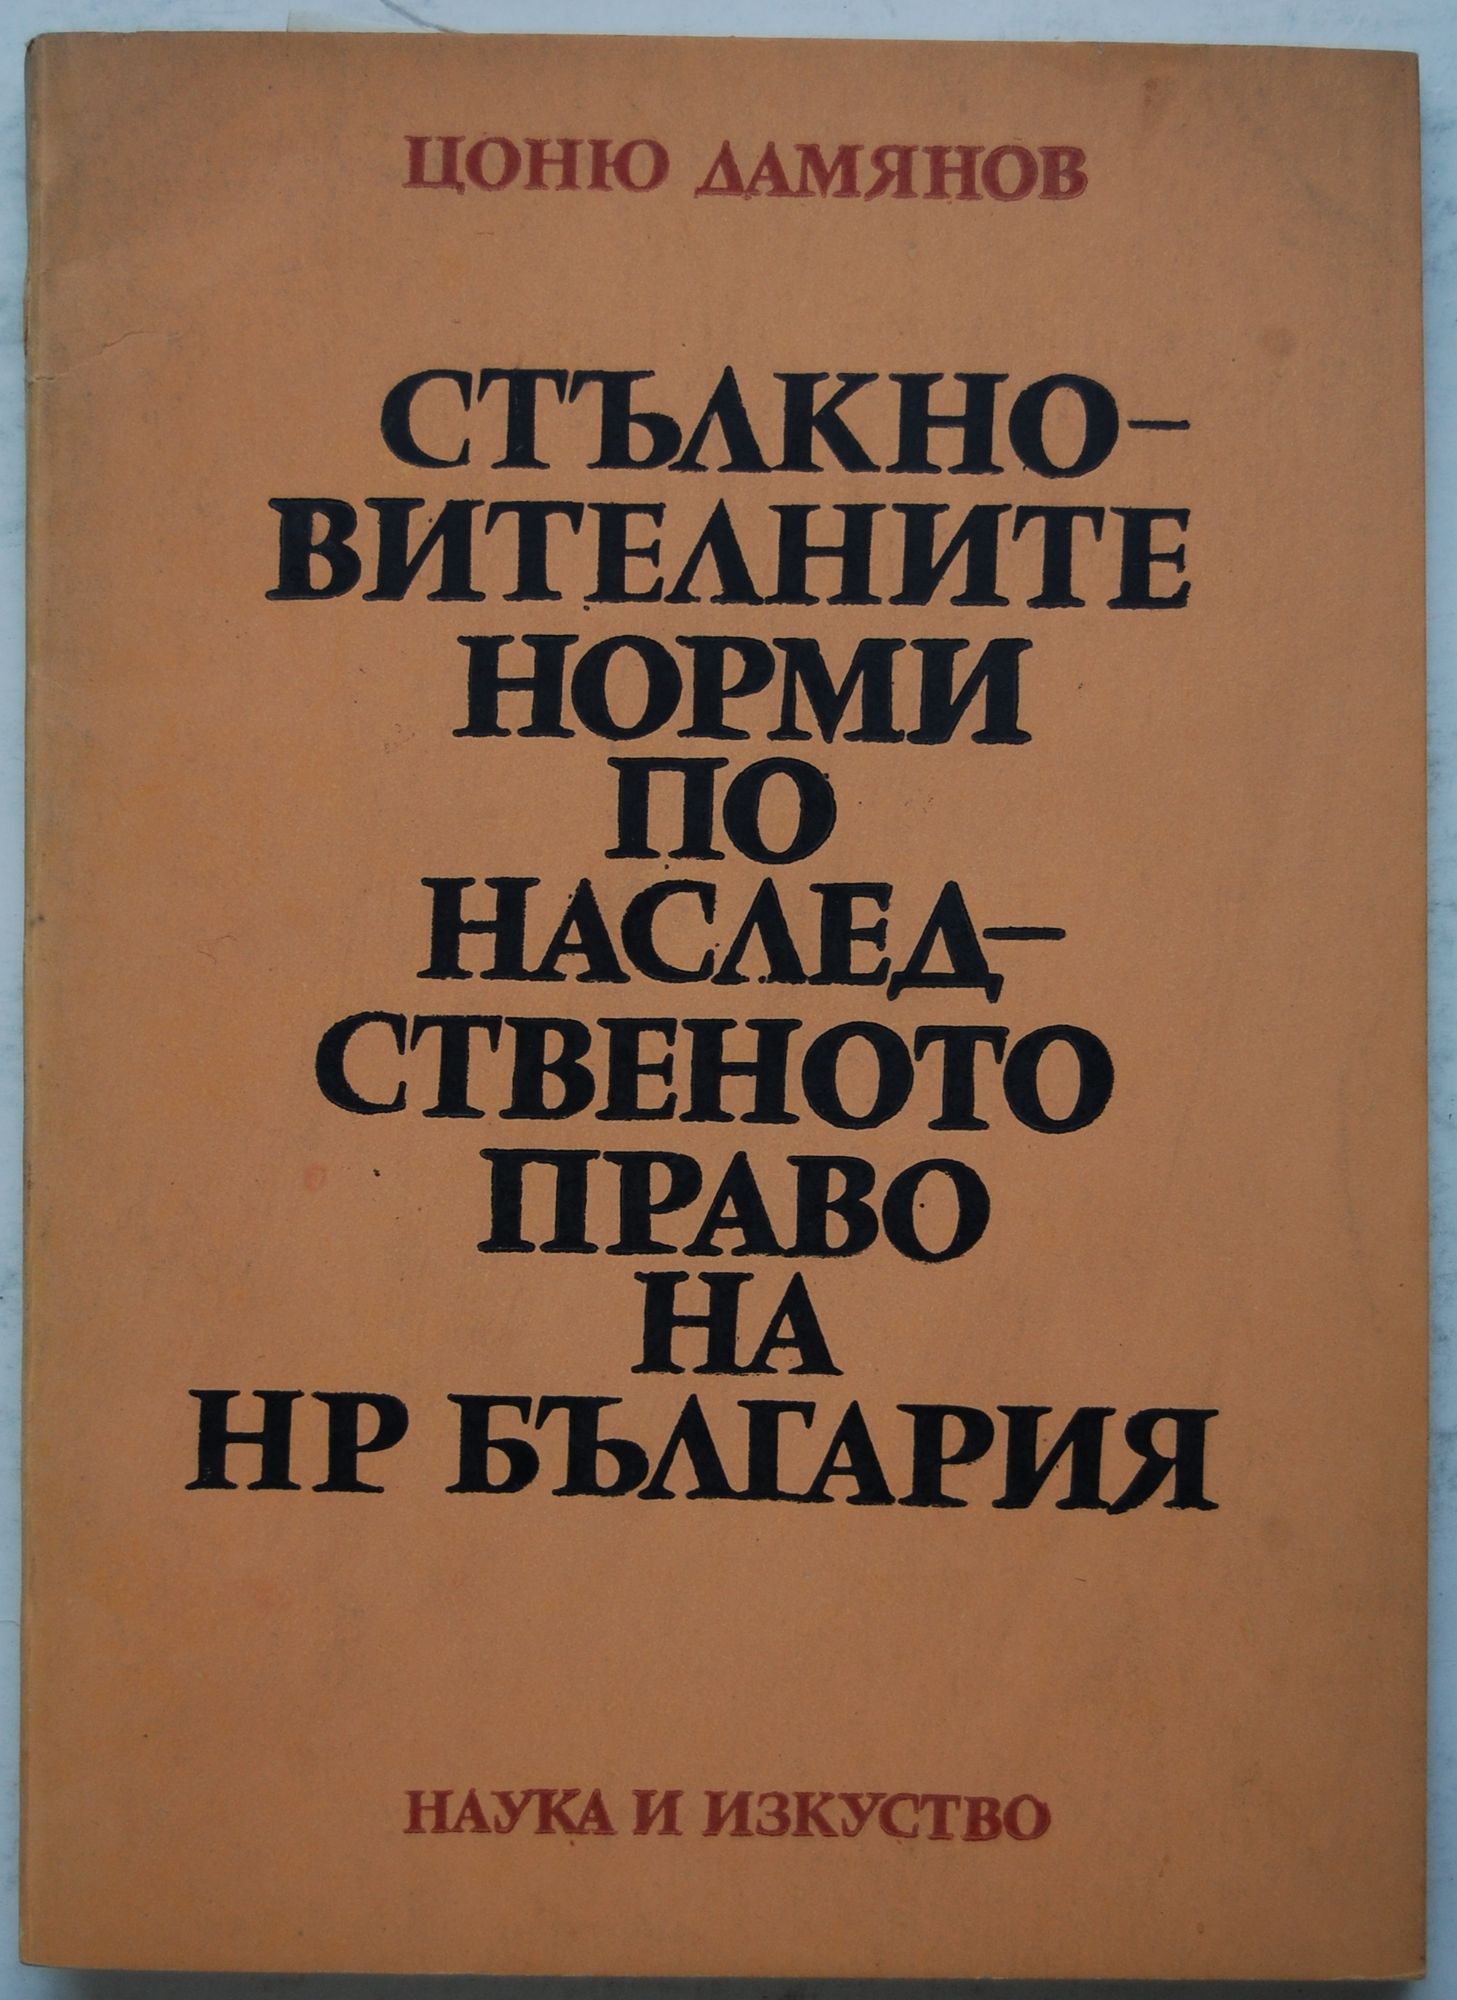 ЦОНЮ ДАМЯНОВ
СТЪЛКНО-
ВИТЕЛНИТЕ
НОРМИ
ПО
НАСЛЕД-
СТВЕНОТО
ПРАВО
НА
НР БЪЛГАРИЯ
НАУКА И ИЗКУСТВО